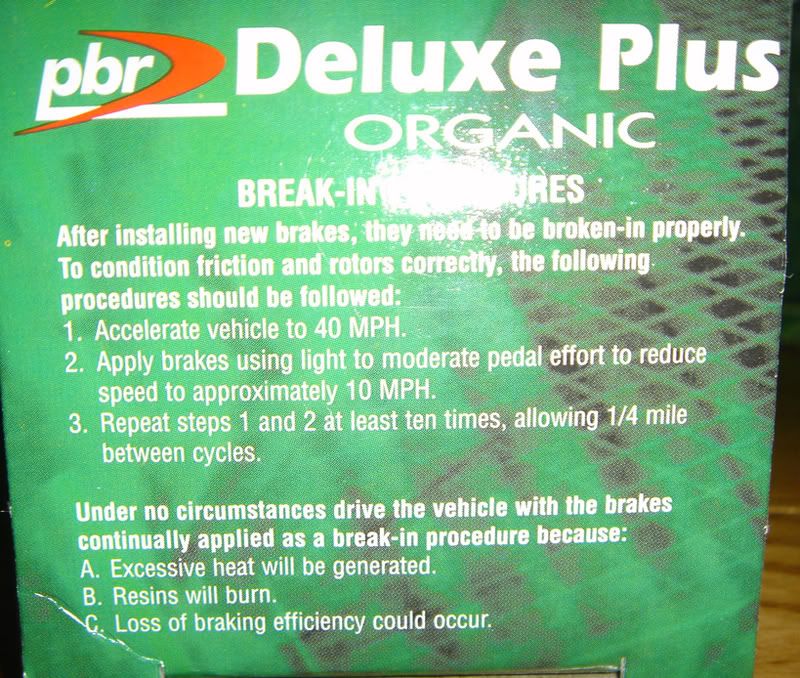 pbr Deluxe Plus
ORGANIC
BREAK-IN
After installing new brakes, they need to be broken-in properly.
To condition friction and rotors correctly, the following
procedures should be followed:
1. Accelerate vehicle to 40 MPH.
2. Apply brakes using light to moderate pedal effort to reduce
speed to approximately 10 MPH.
3. Repeat steps 1 and 2 at least ten times, allowing 1/4 mile
between cycles.
Under no circumstances drive the vehicle with the brakes
continually applied as a break-in procedure because:
A. Excessive heat will be generated.
B. Resins will burn.
C. Loss of braking efficiency could occur.